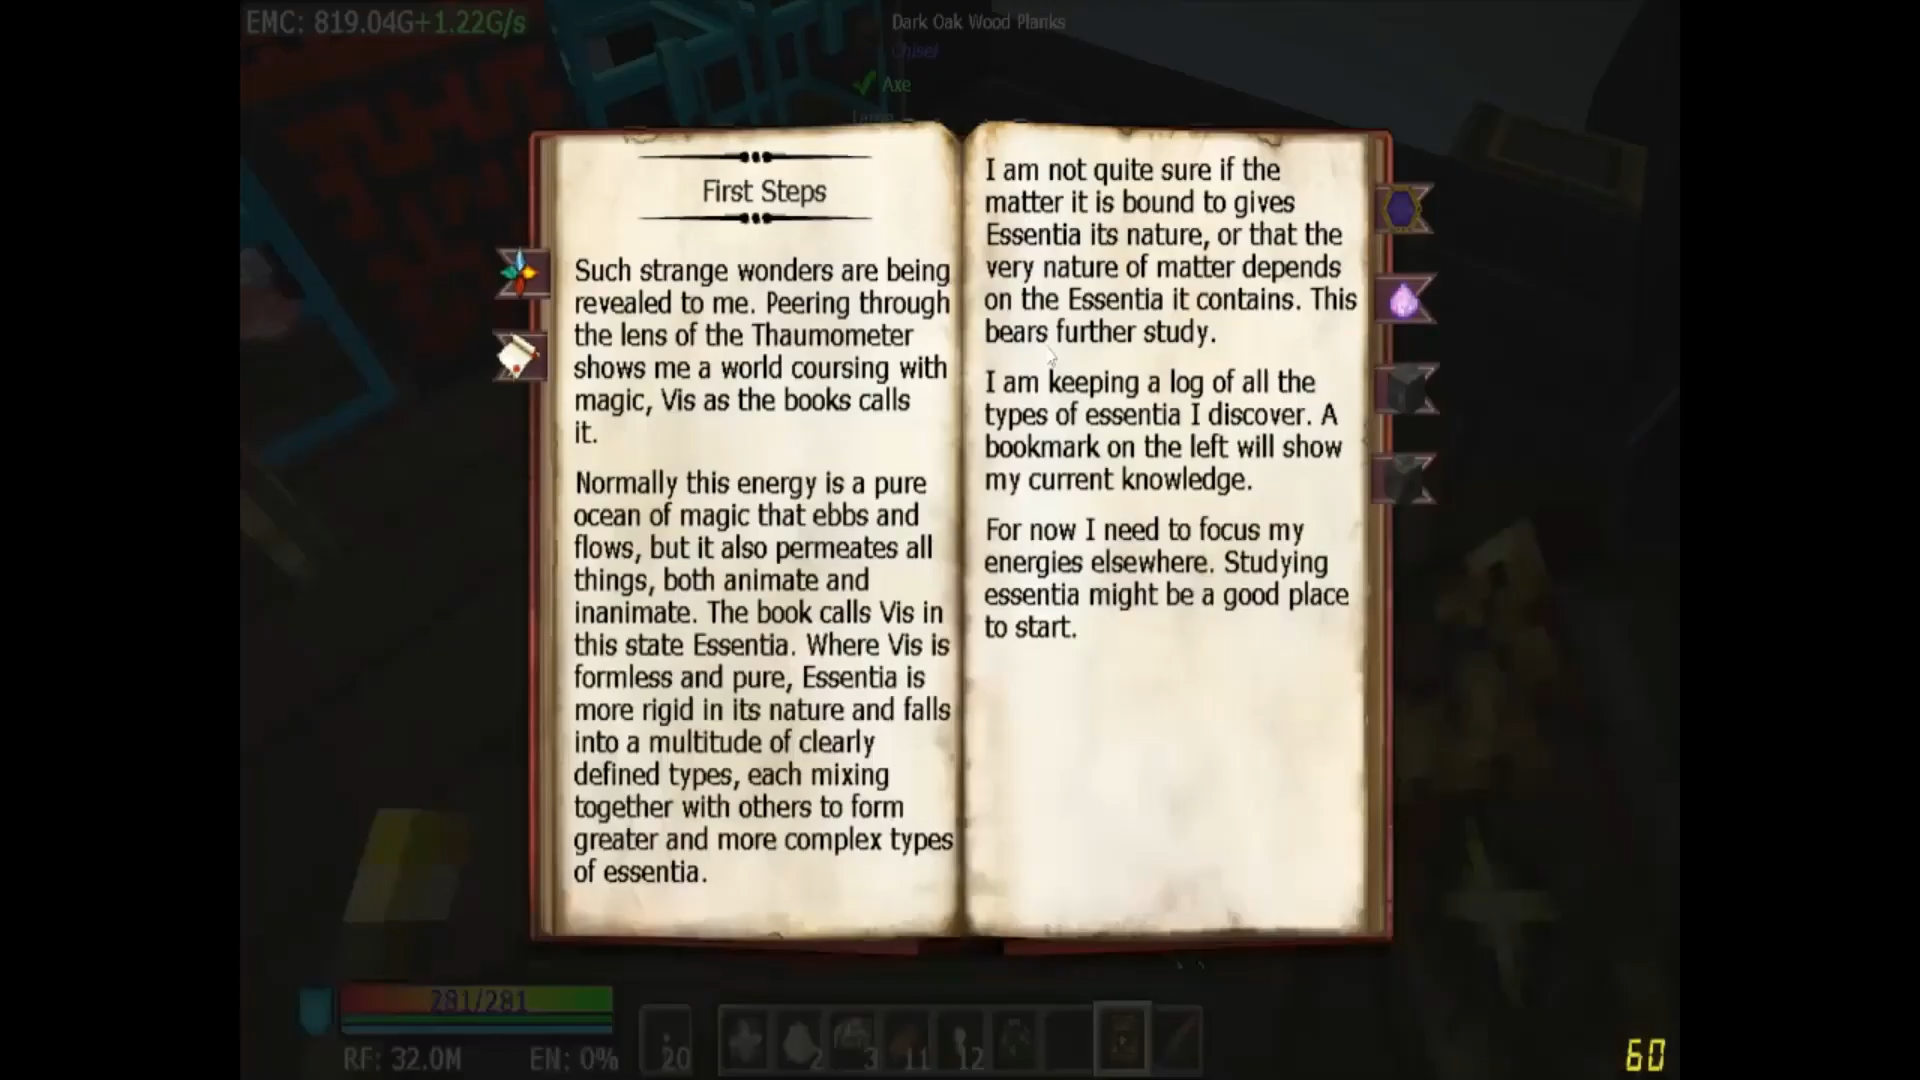 EMC: 819.04G+1.22G/s
Dark Oak Wood Planks
Chisel
Axe
First Steps
Such strange wonders are being
revealed to me. Peering through
the lens of the Thaumometer
shows me a world coursing with
magic, Vis as the books calls
it.
Normally this energy is a pure
ocean of magic that ebbs and
flows, but it also permeates all
things, both animate and
inanimate. The book calls Vis in
this state Essentia. Where Vis is
formless and pure, Essentia is
more rigid in its nature and falls
into a multitude of clearly
defined types, each mixing
together with others to form
greater and more complex types
of essentia.
I am not quite sure if the
matter it is bound to gives
Essentia its nature, or that the
very nature of matter depends
on the Essentia it contains. This
bears further study.
I am keeping a log of all the
types of essentia I discover. A
bookmark on the left will show
my current knowledge.
For now I need to focus my
energies elsewhere. Studying
essentia might be a good place
to start.
281/281
RF: 32.0M EN: 0%
20 2 3 11 12
60